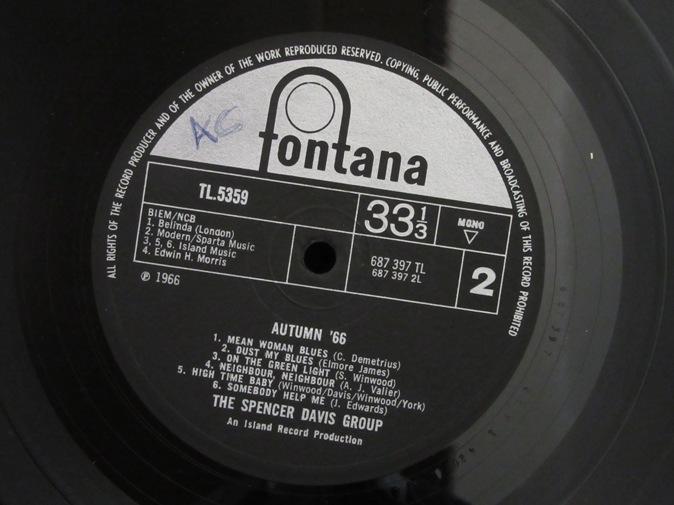 ALL RIGHTS OF THE RECORD PRODUCER AND OF THE OWNER OF THE WORK REPRODUCED RESERVED. COPYING, PUBLIC PERFORMANCE AND BROADCASTING OF THIS RECORD PROHIBITED
AC
fontana
TL.5359
33 1/3
MONO
BIEM/NCB
1. Belinda (London)
2. Modern/Sparta Music
3, 5, 6. Island Music
4. Edwin H. Morris
687 397 TL
687 397 2L
2
℗ 1966
AUTUMN '66
1. MEAN WOMAN BLUES (C. Demetrius)
2. DUST MY BLUES (Elmore James)
3. ON THE GREEN LIGHT (S. Winwood)
4. NEIGHBOUR, NEIGHBOUR (A. J. Valier)
5. HIGH TIME BABY (Winwood/Davis/Winwood/York)
6. SOMEBODY HELP ME (J. Edwards)
THE SPENCER DAVIS GROUP
An Island Record Production